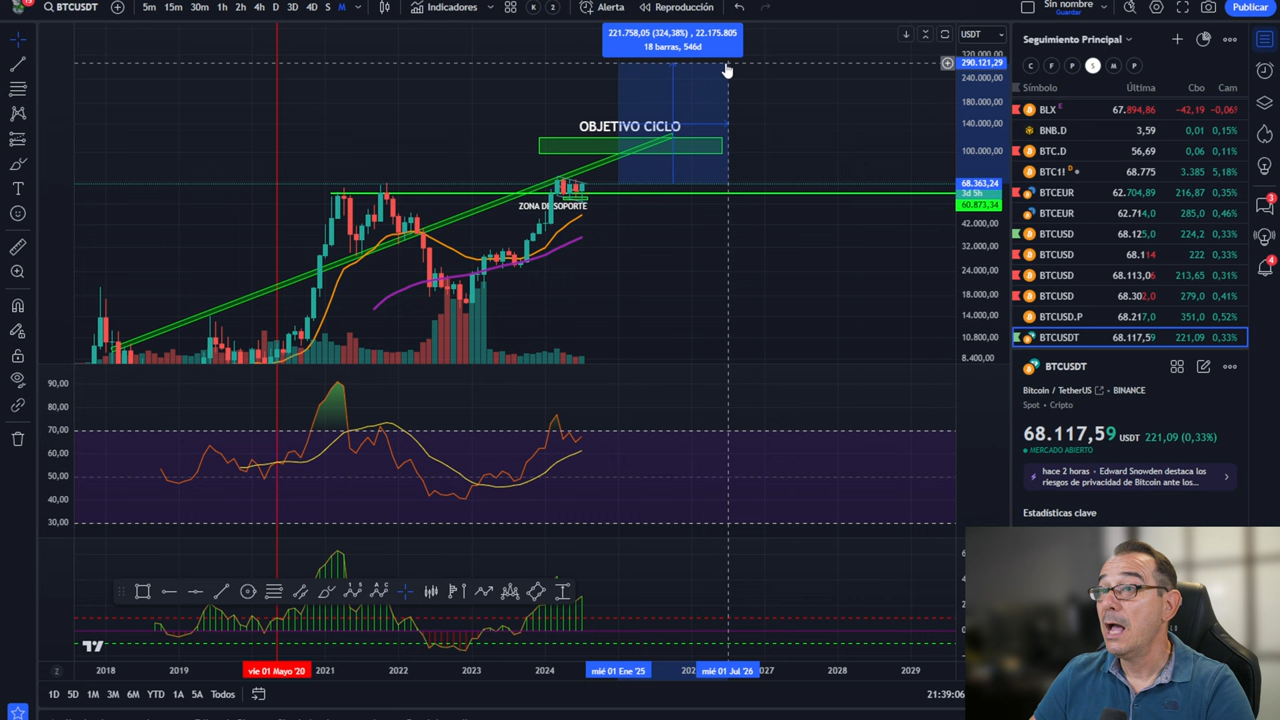 BTCUSDT
5m 15m 30m 1h 2h 4h D 3D 4D S M
Indicadores
Alerta
Reproducción
Sin nombre
Guardar
Publicar
221.758,05 (324,38%) , 22.175.805
18 barras, 546d
USDT
320.000,00
290.121,29
240.000,00
180.000,00
140.000,00
100.000,00
68.363,24
3d 5h
60.873,34
42.000,00
32.000,00
24.000,00
18.000,00
14.000,00
10.800,00
8.400,00
OBJETIVO CICLO
ZONA DE SOPORTE
90,00
80,00
70,00
60,00
50,00
40,00
30,00
2018 2019 vie 01 Mayo '20 2021 2022 2023 2024 mié 01 Ene '25 mié 01 Jul '26 2028 2029
1D 5D 1M 3M 6M YTD 1A 5A Todos
21:39:06
Seguimiento Principal
C F P S M P
Símbolo Última Cbo Cam
BLX E 67.894,86 -42,19 -0,06%
BNB.D 3,59 0,01 0,15%
BTC.D 56,69 0,06 0,11%
BTC1! D 68.775 3.385 5,18%
BTCEUR 62.704,89 216,87 0,35%
BTCEUR 62.714,0 285,0 0,46%
BTCUSD 68.125,0 224,2 0,33%
BTCUSD 68.114 222 0,33%
BTCUSD 68.113,06 213,65 0,31%
BTCUSD 68.302,0 279,0 0,41%
BTCUSD.P 68.217,0 351,0 0,52%
BTCUSDT 68.117,59 221,09 0,33%
BTCUSDT
Bitcoin / TetherUS • BINANCE
Spot • Cripto
68.117,59 USDT 221,09 (0,33%)
MERCADO ABIERTO
hace 2 horas • Edward Snowden destaca los
riesgos de privacidad de Bitcoin ante los...
Estadísticas clave